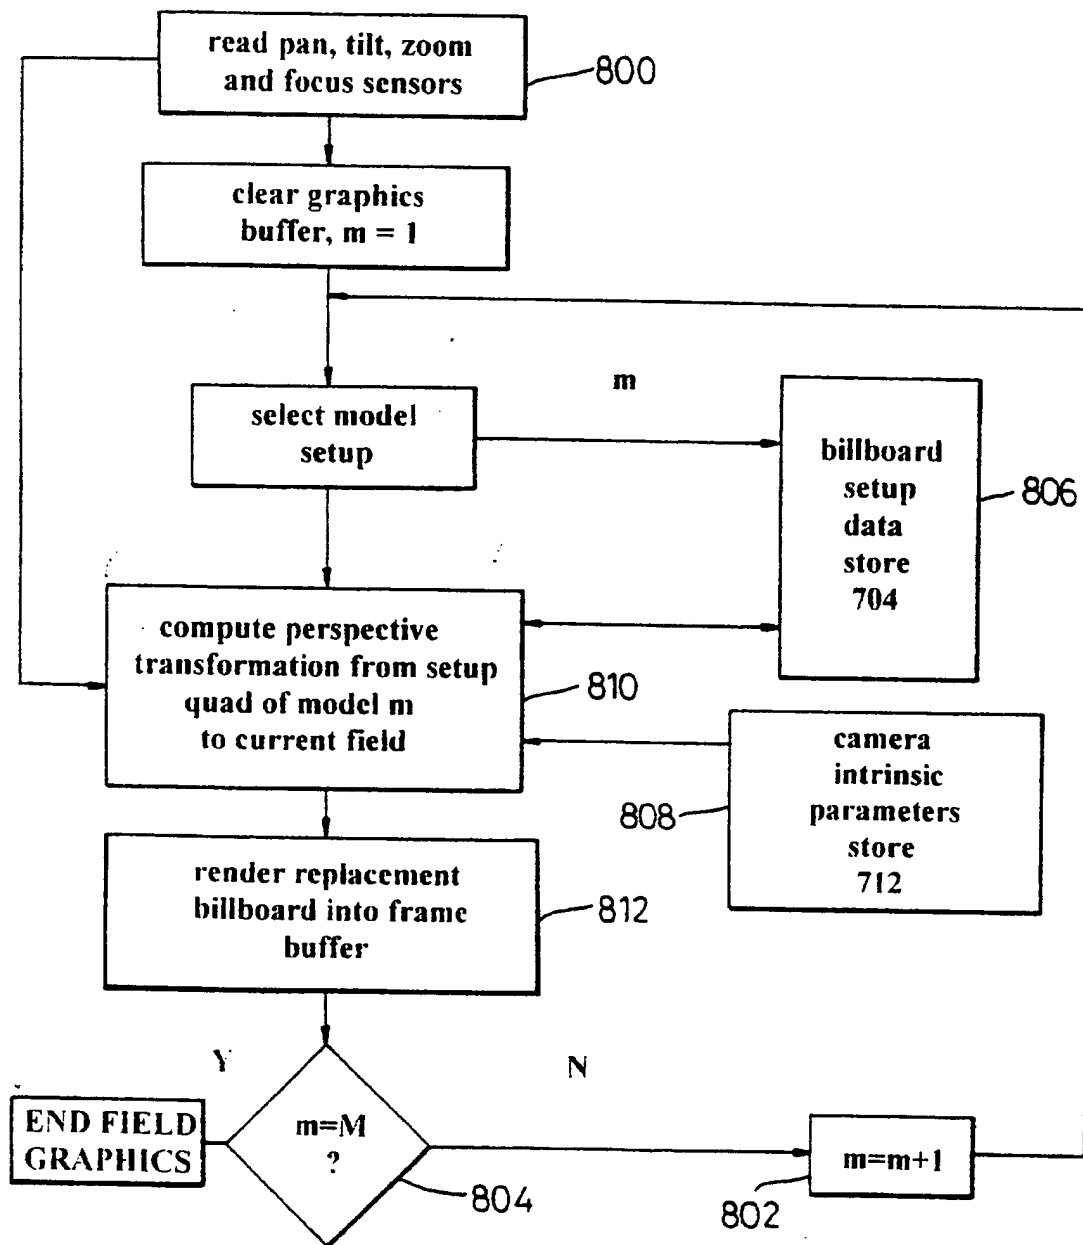 read pan, tilt, zoom
and focus sensors
800
clear graphics
buffer, m = 1
m
select model
setup
billboard
setup
data
store
704
806
compute perspective
transformation from setup
quad of model m
to current field
810
camera
intrinsic
parameters
store
712
808
render replacement
billboard into frame
buffer
812
Y
N
END FIELD
GRAPHICS
m=M
?
804
m=m+1
802